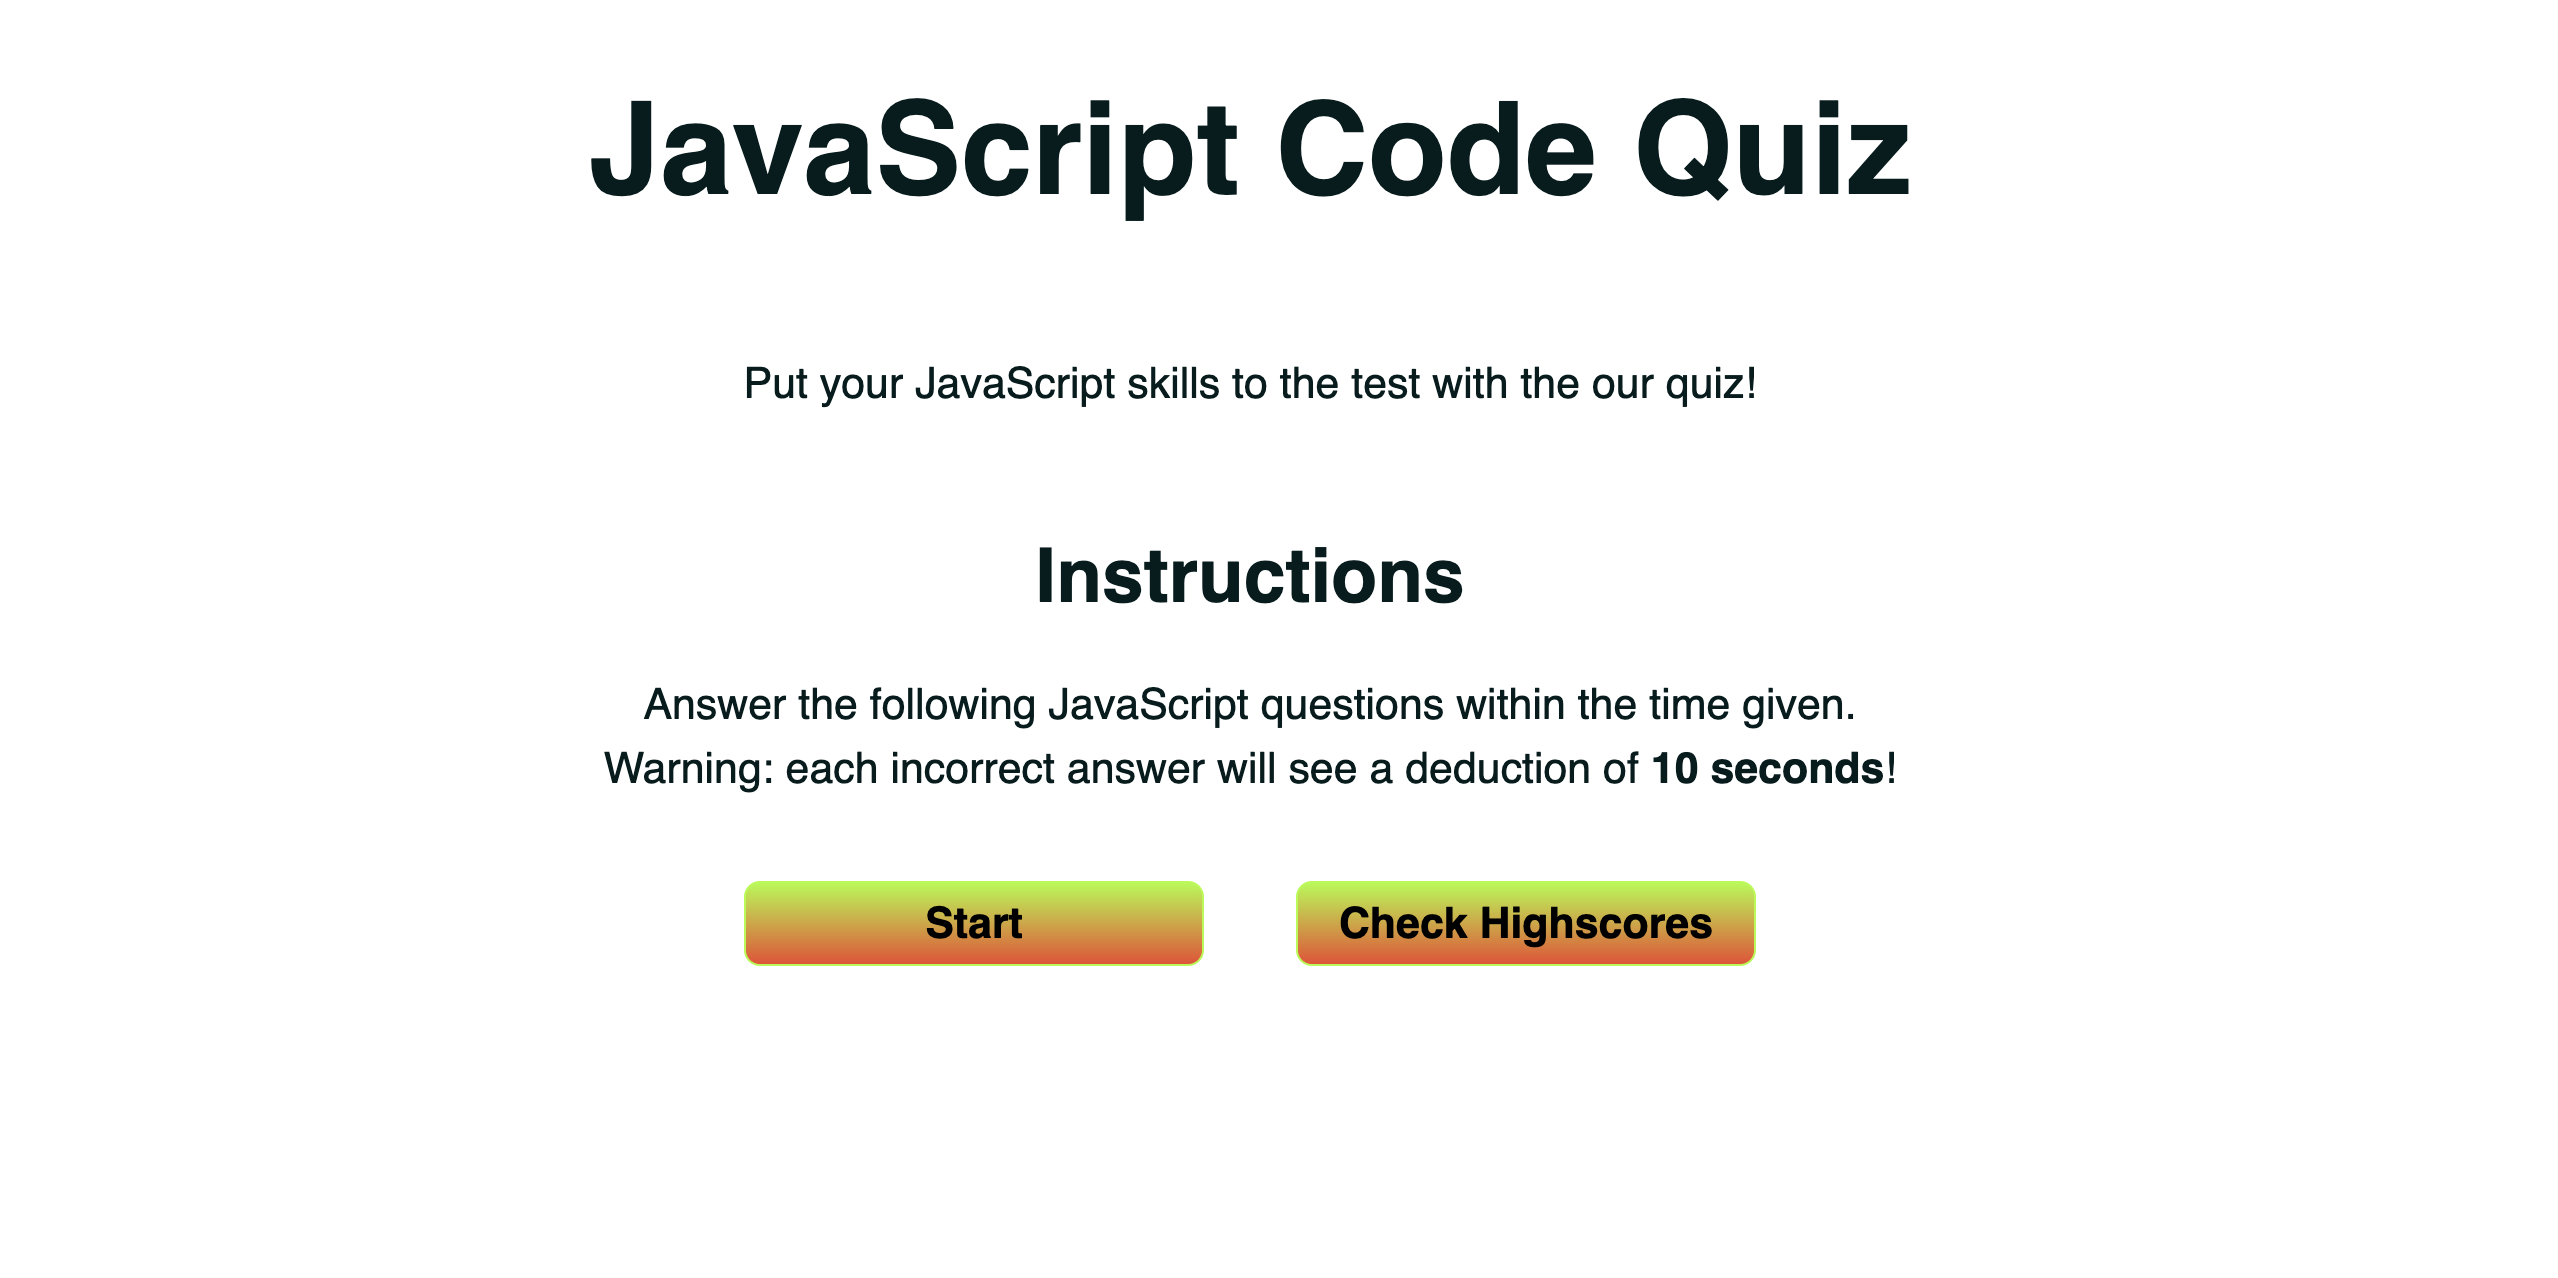 JavaScript Code Quiz
Put your JavaScript skills to the test with the our quiz!
Instructions
Answer the following JavaScript questions within the time given.
Warning: each incorrect answer will see a deduction of 10 seconds!
Start
Check Highscores